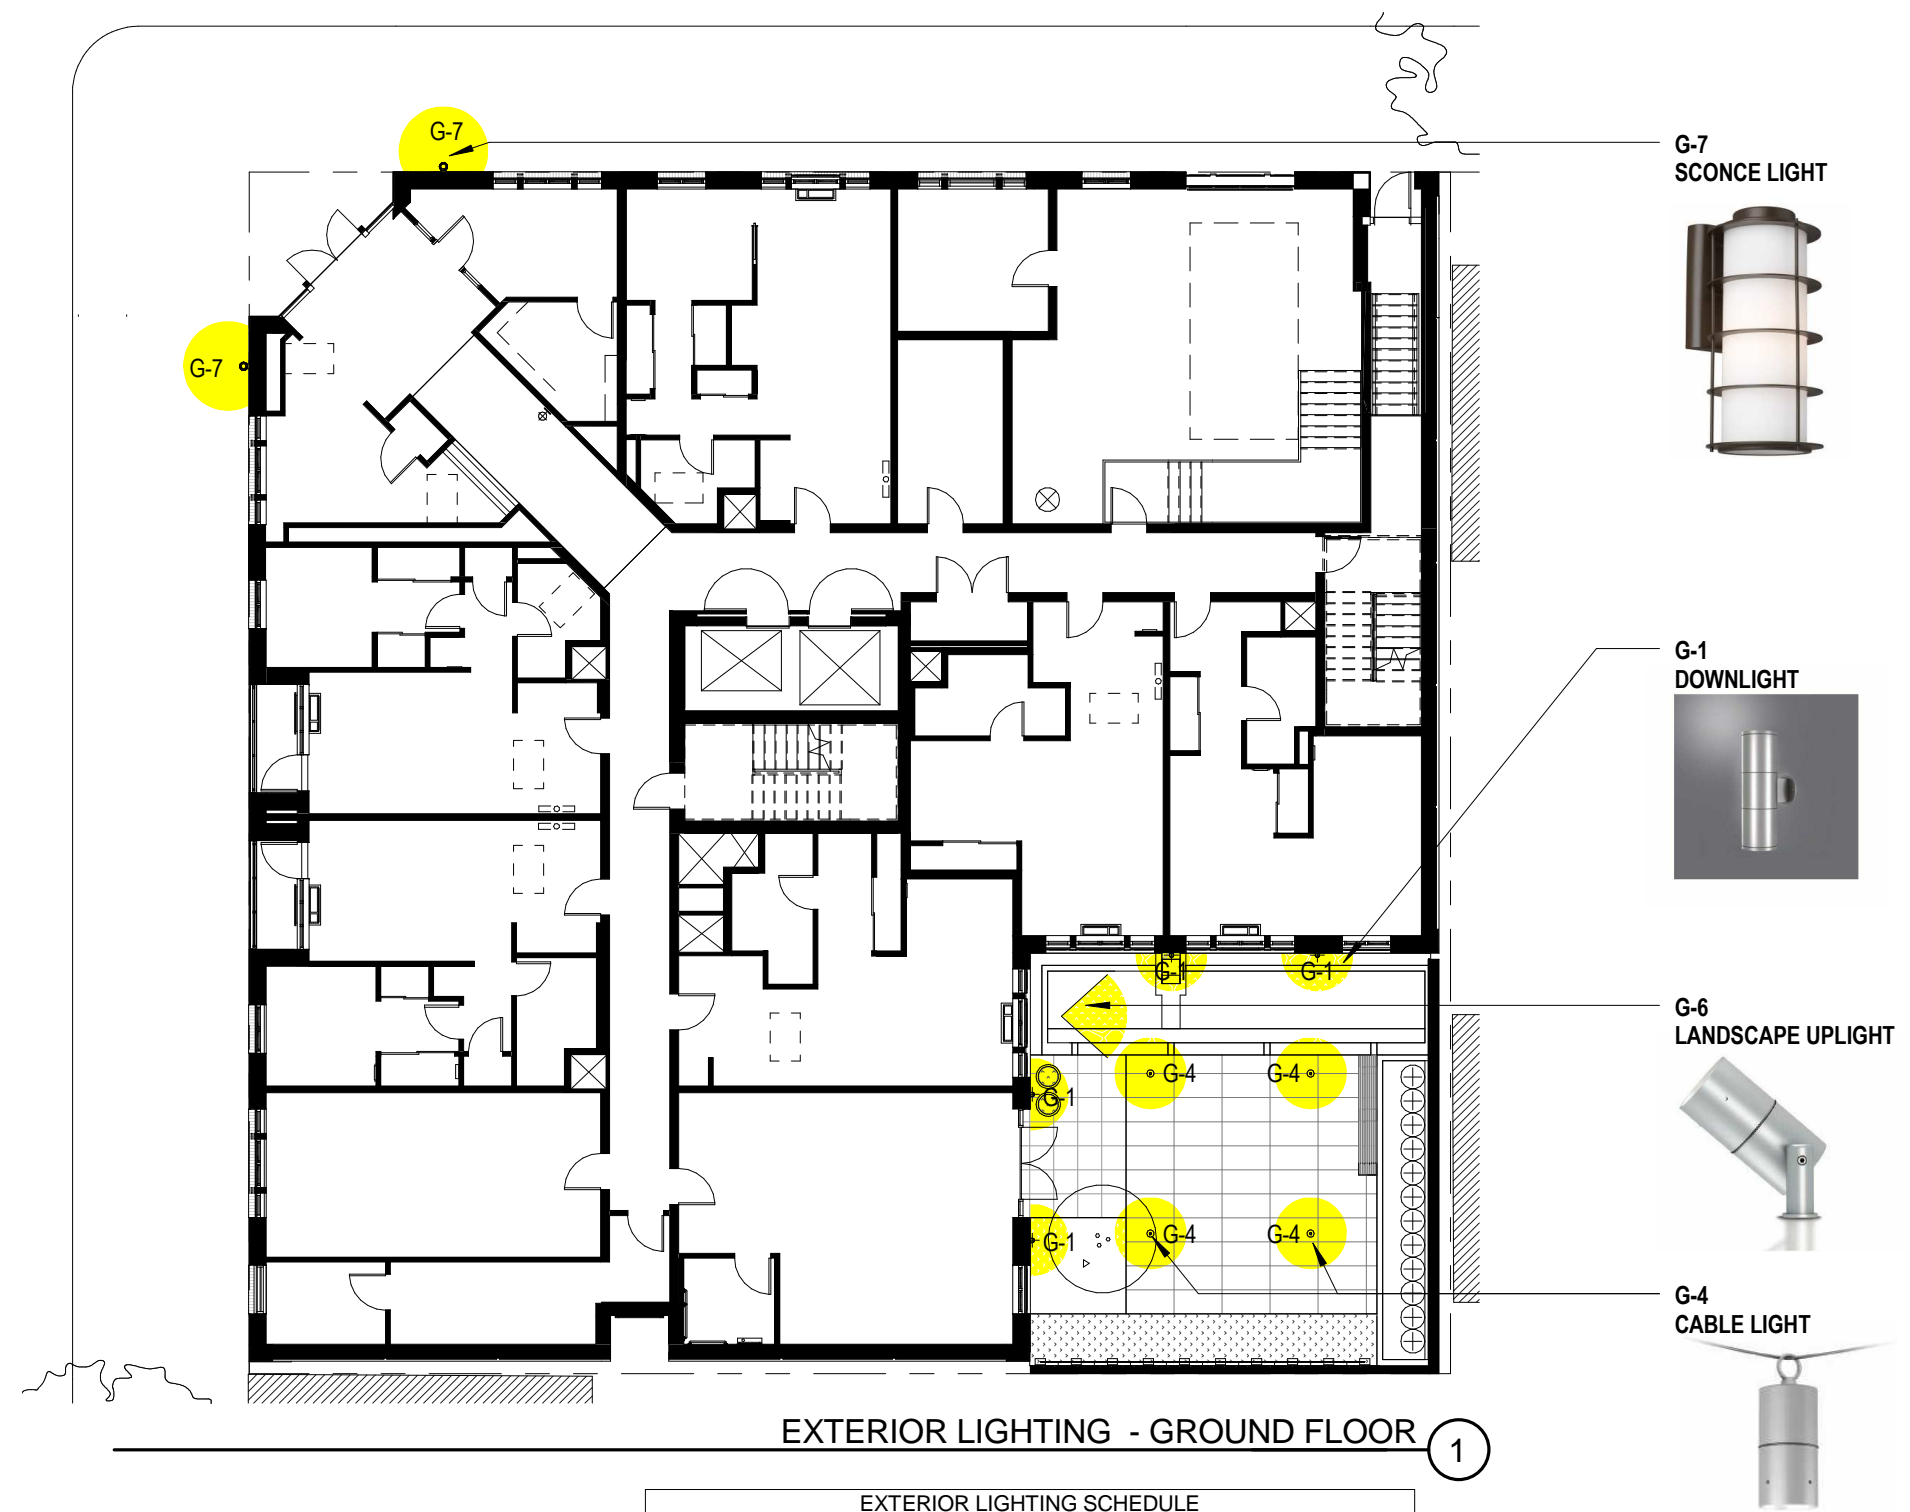 G-7
G-7
SCONCE LIGHT
G-7
G-1
DOWNLIGHT
G-1
G-1
G-6
LANDSCAPE UPLIGHT
G-4
G-4
G-1
G-4
G-4
G-1
G-4
CABLE LIGHT
EXTERIOR LIGHTING - GROUND FLOOR
1
EXTERIOR LIGHTING SCHEDULE